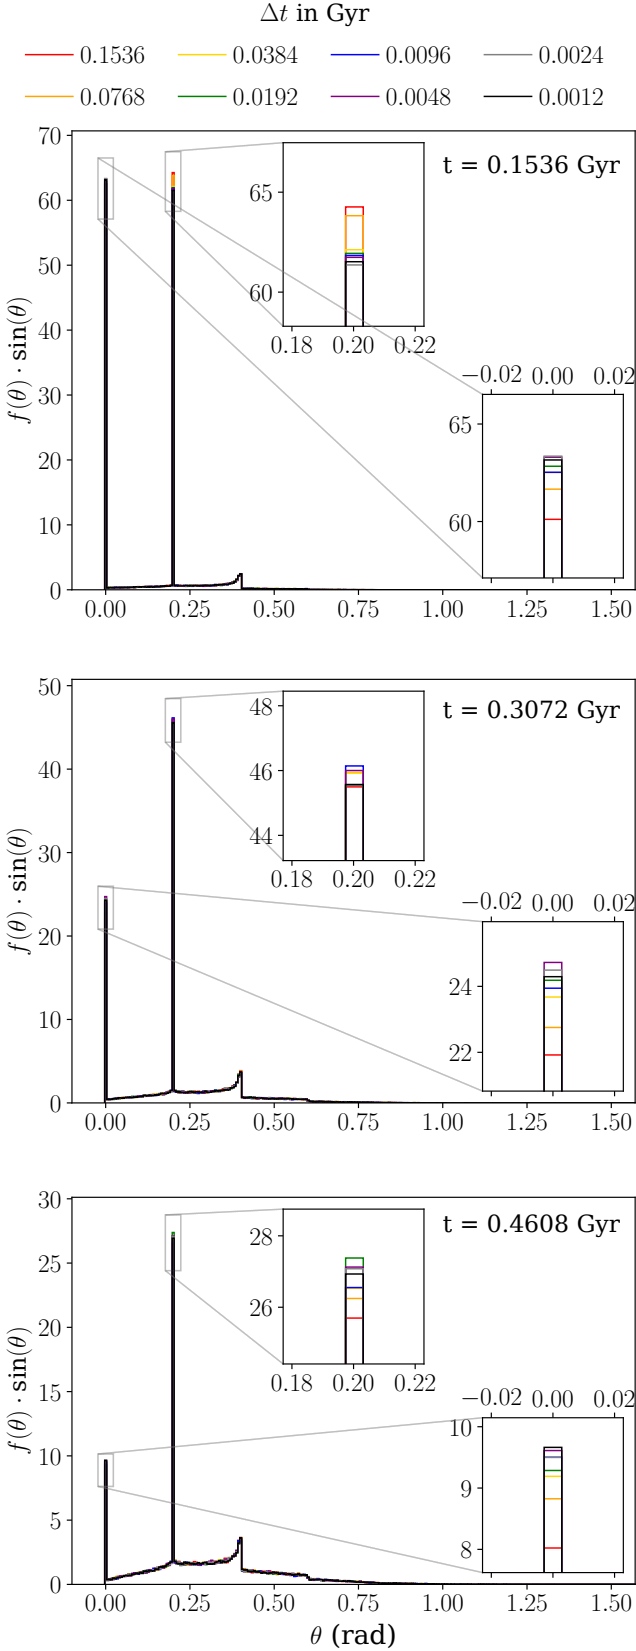 Δt in Gyr
0.1536 0.0384 0.0096 0.0024
0.0768 0.0192 0.0048 0.0012
t = 0.1536 Gyr
f(θ) · sin(θ)
70
60
50
40
30
20
10
0
0.00 0.25 0.50 0.75 1.00 1.25 1.50
65
60
0.18 0.20 0.22
−0.02 0.00 0.02
65
60
t = 0.3072 Gyr
f(θ) · sin(θ)
50
40
30
20
10
0
0.00 0.25 0.50 0.75 1.00 1.25 1.50
48
46
44
0.18 0.20 0.22
−0.02 0.00 0.02
24
22
t = 0.4608 Gyr
f(θ) · sin(θ)
30
25
20
15
10
5
0
0.00 0.25 0.50 0.75 1.00 1.25 1.50
28
26
0.18 0.20 0.22
−0.02 0.00 0.02
10
9
8
θ (rad)